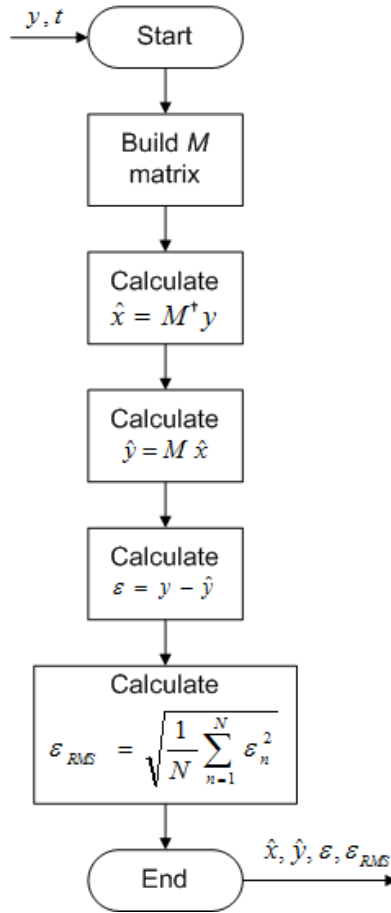 y, t
Start
Build M
matrix
Calculate
x̂ = M† y
Calculate
ŷ = M x̂
Calculate
ε = y − ŷ
Calculate
ε_RMS = √(1/N ∑_{n=1}^{N} ε_n²)
x̂, ŷ, ε, ε_RMS
End